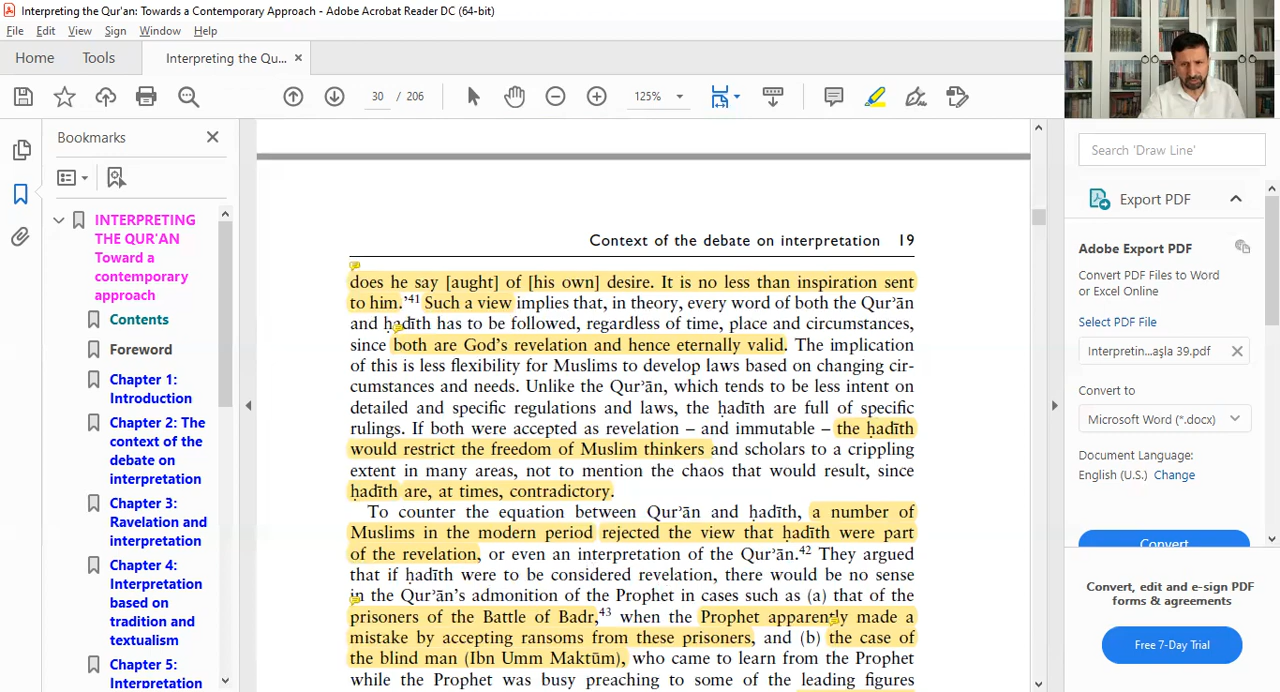 Interpreting the Qur'an: Towards a Contemporary Approach - Adobe Acrobat Reader DC (64-bit)
File Edit View Sign Window Help
Home Tools Interpreting the Qu... ×
30 / 206 125%
Bookmarks
INTERPRETING
THE QUR'AN
Toward a
contemporary
approach
Contents
Foreword
Chapter 1:
Introduction
Chapter 2: The
context of the
debate on
interpretation
Chapter 3:
Ravelation and
interpretation
Chapter 4:
Interpretation
based on
tradition and
textualism
Chapter 5:
Interpretation
Context of the debate on interpretation 19
does he say [aught] of [his own] desire. It is no less than inspiration sent
to him.'41 Such a view implies that, in theory, every word of both the Qurʾān
and ḥadīth has to be followed, regardless of time, place and circumstances,
since both are God's revelation and hence eternally valid. The implication
of this is less flexibility for Muslims to develop laws based on changing cir-
cumstances and needs. Unlike the Qurʾān, which tends to be less intent on
detailed and specific regulations and laws, the ḥadīth are full of specific
rulings. If both were accepted as revelation – and immutable – the ḥadīth
would restrict the freedom of Muslim thinkers and scholars to a crippling
extent in many areas, not to mention the chaos that would result, since
ḥadīth are, at times, contradictory.
To counter the equation between Qurʾān and ḥadīth, a number of
Muslims in the modern period rejected the view that ḥadīth were part
of the revelation, or even an interpretation of the Qurʾān.42 They argued
that if ḥadīth were to be considered revelation, there would be no sense
in the Qurʾān's admonition of the Prophet in cases such as (a) that of the
prisoners of the Battle of Badr,43 when the Prophet apparently made a
mistake by accepting ransoms from these prisoners, and (b) the case of
the blind man (Ibn Umm Maktūm), who came to learn from the Prophet
while the Prophet was busy preaching to some of the leading figures
Search 'Draw Line'
Export PDF
Adobe Export PDF
Convert PDF Files to Word
or Excel Online
Select PDF File
Interpretin...aşla 39.pdf
Convert to
Microsoft Word (*.docx)
Document Language:
English (U.S.) Change
Convert
Convert, edit and e-sign PDF
forms & agreements
Free 7-Day Trial